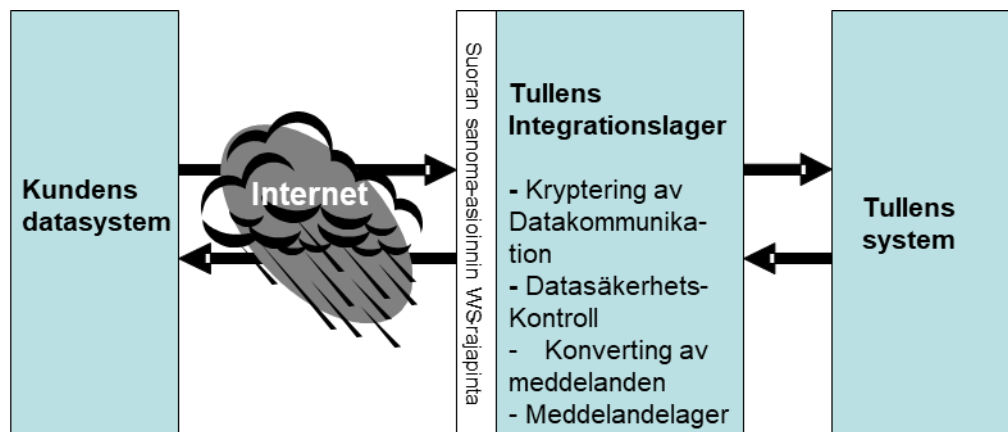 Kundens
datasystem
Internet
Suoran sanoma-asioinnin WS-rajapinta
Tullens
Integrationslager
- Kryptering av
Datakommunika-
tion
- Datasäkerhets-
Kontroll
- Konverting av
meddelanden
- Meddelandelager
Tullens
system